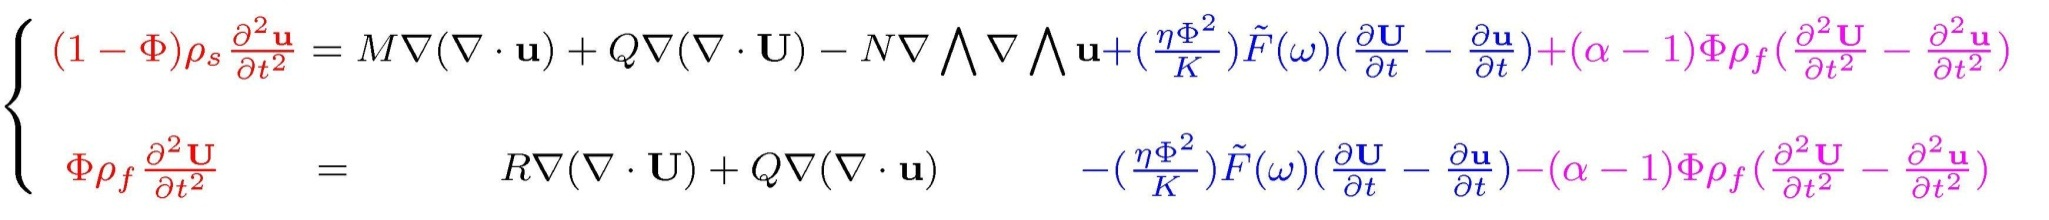 (1 − Φ)ρ_s ∂²𝐮/∂t² = M∇(∇ · 𝐮) + Q∇(∇ · 𝐔) − N∇ ⋀ ∇ ⋀ 𝐮+(ηΦ²/K)F̃(ω)(∂𝐔/∂t − ∂𝐮/∂t)+(α − 1)Φρ_f(∂²𝐔/∂t² − ∂²𝐮/∂t²)
Φρ_f ∂²𝐔/∂t² = R∇(∇ · 𝐔) + Q∇(∇ · 𝐮) −(ηΦ²/K)F̃(ω)(∂𝐔/∂t − ∂𝐮/∂t)−(α − 1)Φρ_f(∂²𝐔/∂t² − ∂²𝐮/∂t²)